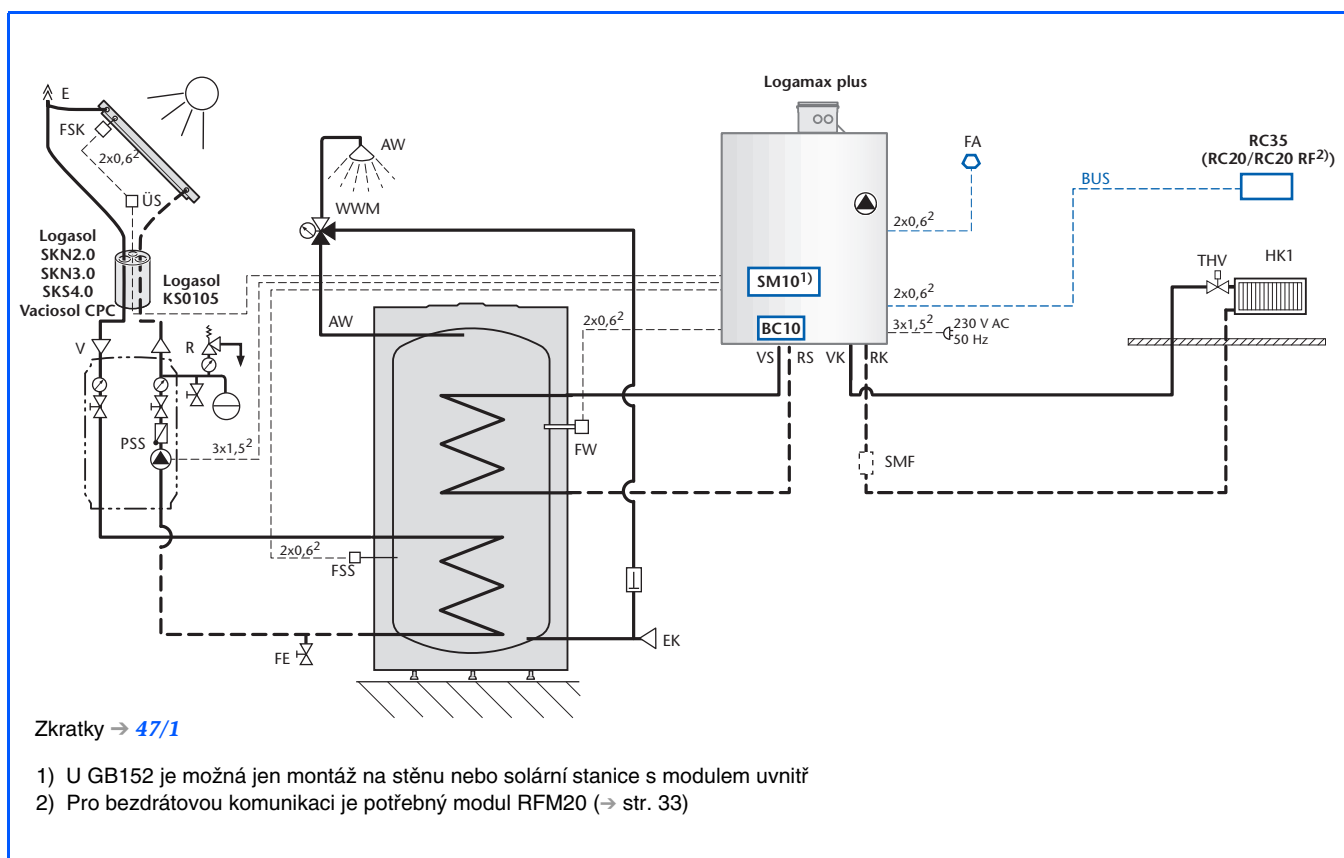 Logamax plus
E
FSK
2x0,6²
ÜS
AW
WWM
FA
RC35
(RC20/RC20 RF²⁾)
BUS
2x0,6²
Logasol
SKN2.0
SKN3.0
SKS4.0
Vaciosol CPC
Logasol
KS0105
SM10¹⁾
THV
HK1
2x0,6²
AW
2x0,6²
BC10
3x1,5²
230 V AC
50 Hz
V
R
VS
RS
VK
RK
PSS
3x1,5²
FW
SMF
2x0,6²
FSS
FE
EK
Zkratky → 47/1
1) U GB152 je možná jen montáž na stěnu nebo solární stanice s modulem uvnitř
2) Pro bezdrátovou komunikaci je potřebný modul RFM20 (→ str. 33)